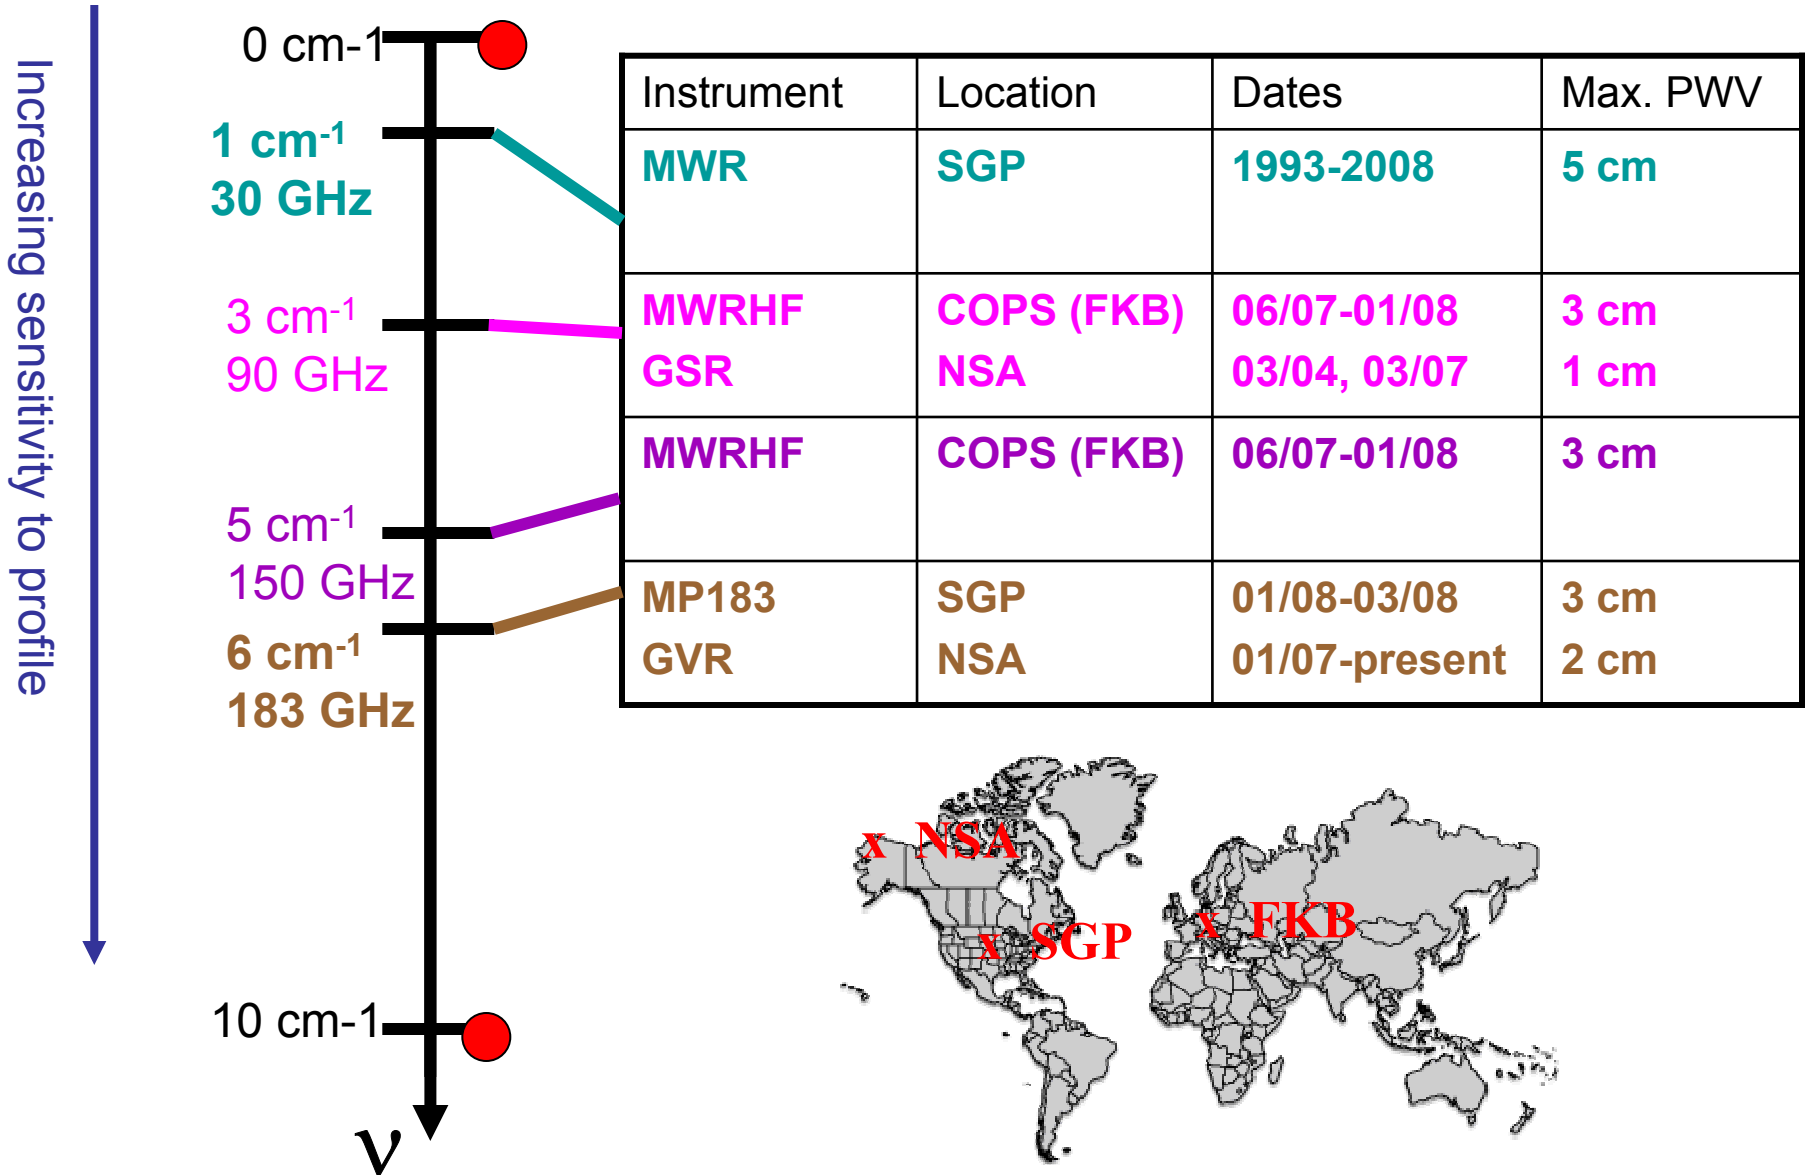 Increasing sensitivity to profile
0 cm-1
1 cm-1
30 GHz
3 cm-1
90 GHz
5 cm-1
150 GHz
6 cm-1
183 GHz
10 cm-1
ν
Instrument Location Dates Max. PWV
MWR SGP 1993-2008 5 cm
MWRHF COPS (FKB) 06/07-01/08 3 cm
GSR NSA 03/04, 03/07 1 cm
MWRHF COPS (FKB) 06/07-01/08 3 cm
MP183 SGP 01/08-03/08 3 cm
GVR NSA 01/07-present 2 cm
x NSA
x FKB
x SGP